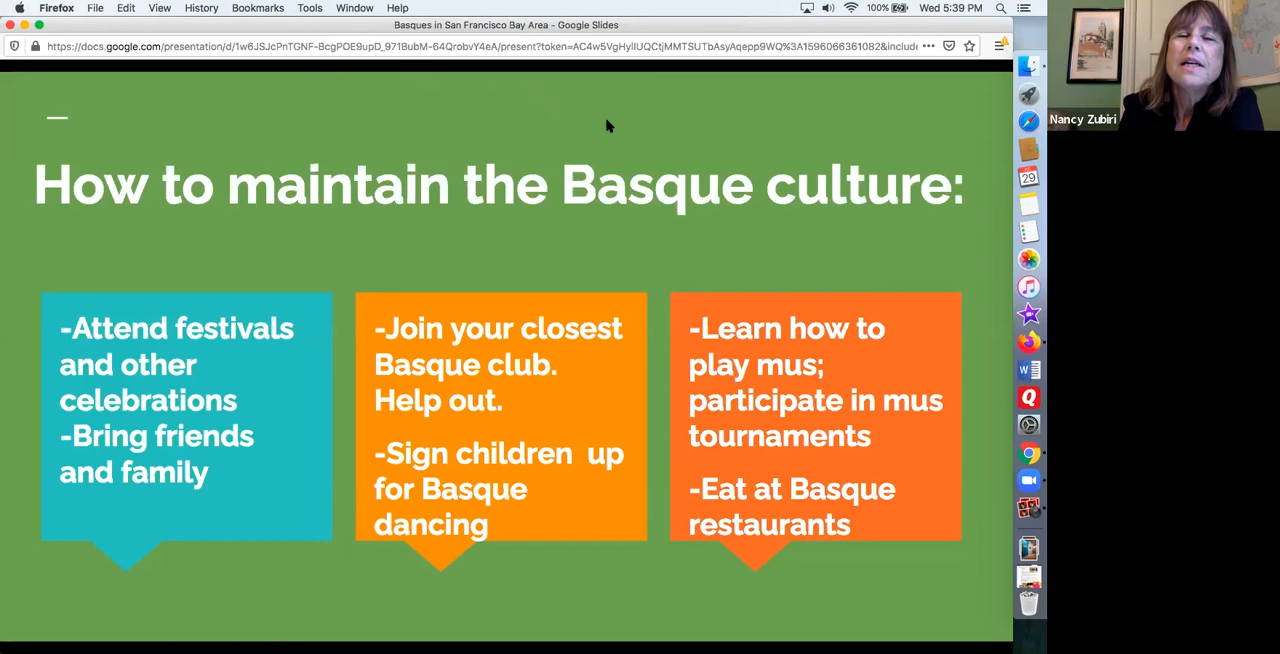 Firefox File Edit View History Bookmarks Tools Window Help 100% Wed 5:39 PM
Basques in San Francisco Bay Area - Google Slides
Nancy Zubiri
29
How to maintain the Basque culture:
-Attend festivals
and other
celebrations
-Bring friends
and family
-Join your closest
Basque club.
Help out.
-Sign children up
for Basque
dancing
-Learn how to
play mus;
participate in mus
tournaments
-Eat at Basque
restaurants